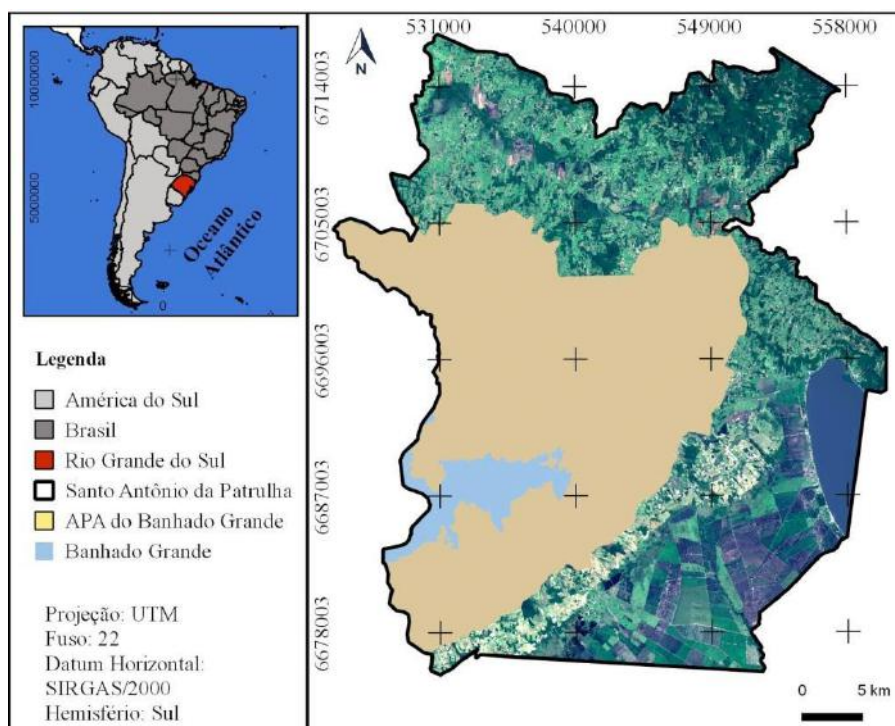 531000 540000 549000 558000
N
10000000
5000000
0
Occeano
Atlântico
6714003
6705003
6696003
6687003
6678003
Legenda
América do Sul
Brasil
Rio Grande do Sul
Santo Antônio da Patrulha
APA do Banhado Grande
Banhado Grande
Projeção: UTM
Fuso: 22
Datum Horizontal:
SIRGAS/2000
Hemisfério: Sul
0 5 km